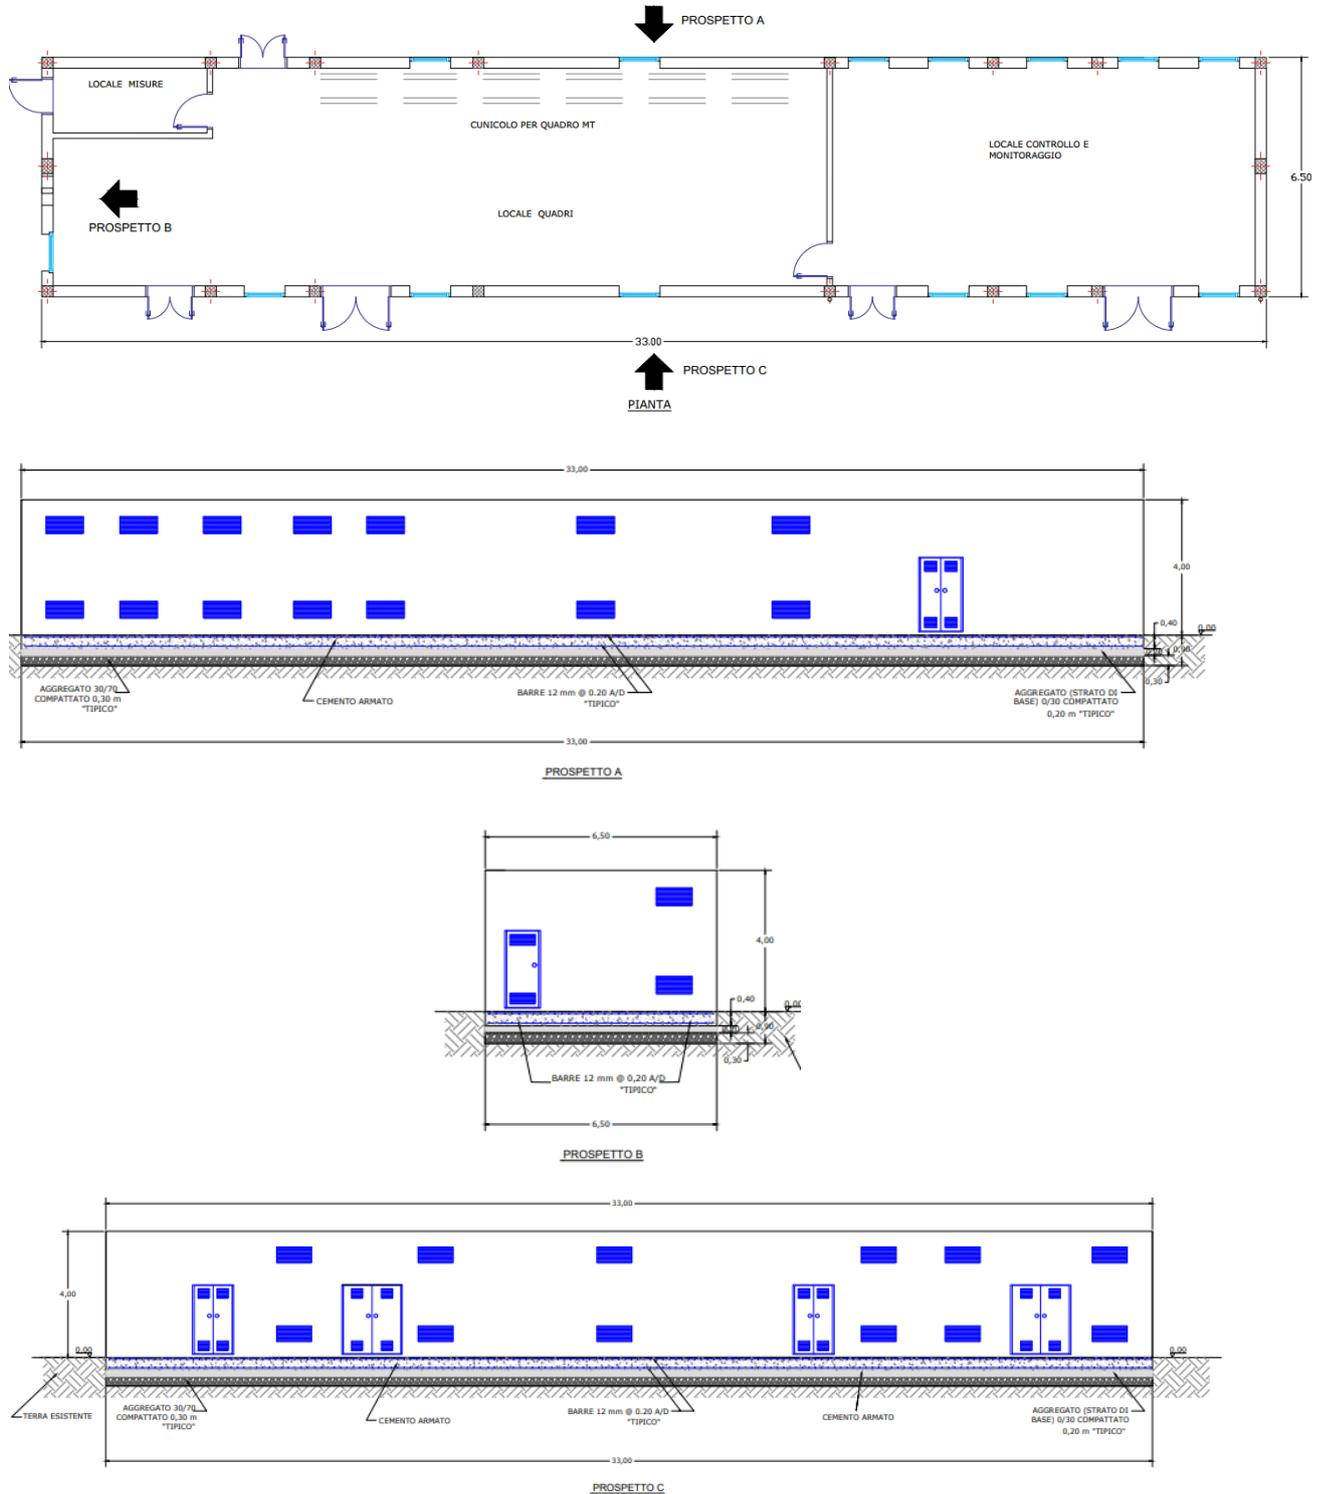 PROSPETTO A
LOCALE MISURE
CUNICOLO PER QUADRO MT
LOCALE CONTROLLO E
MONITORAGGIO
6.50
PROSPETTO B
LOCALE QUADRI
33.00
PROSPETTO C
PIANTA
33,00
4,00
0,40
0.00
0,90
0,30
AGGREGATO 30/70
COMPATTATO 0,30 m
"TIPICO"
CEMENTO ARMATO
BARRE 12 mm @ 0.20 A/D
"TIPICO"
AGGREGATO (STRATO DI
BASE) 0/30 COMPATTATO
0,20 m "TIPICO"
33,00
PROSPETTO A
6,50
4,00
0,40
0,90
0,30
BARRE 12 mm @ 0,20 A/D
"TIPICO"
6,50
PROSPETTO B
33,00
4,00
0.00
0.00
TERRA ESISTENTE
AGGREGATO 30/70
COMPATTATO 0,30 m
"TIPICO"
CEMENTO ARMATO
BARRE 12 mm @ 0.20 A/D
"TIPICO"
CEMENTO ARMATO
AGGREGATO (STRATO DI
BASE) 0/30 COMPATTATO
0,20 m "TIPICO"
33,00
PROSPETTO C